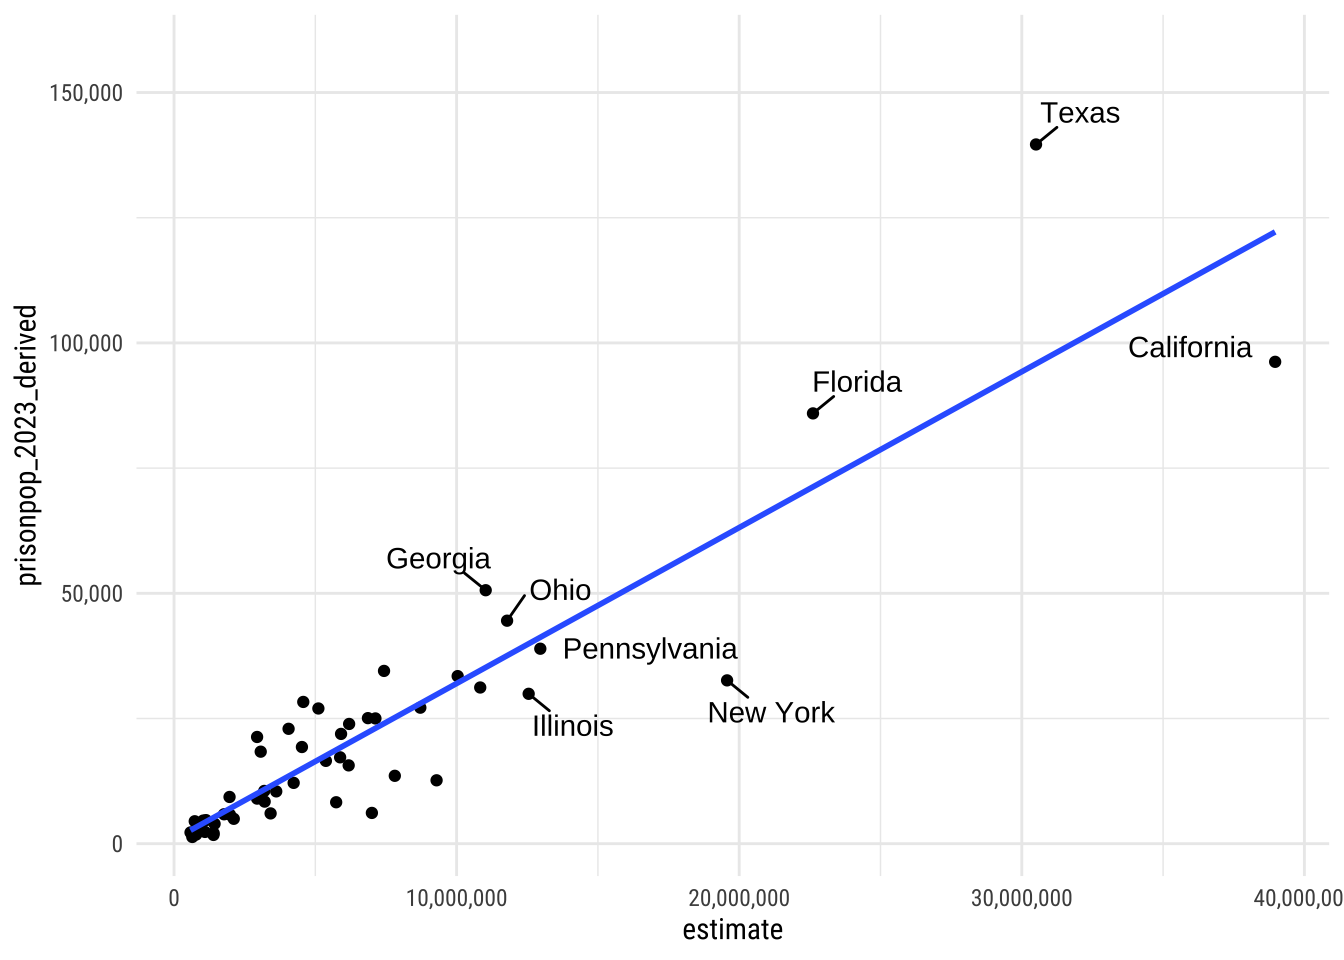 150,000
100,000
50,000
0
prisonpop_2023_derived
Texas
California
Florida
Georgia
Ohio
Pennsylvania
New York
Illinois
0
10,000,000
20,000,000
30,000,000
40,000,00
estimate